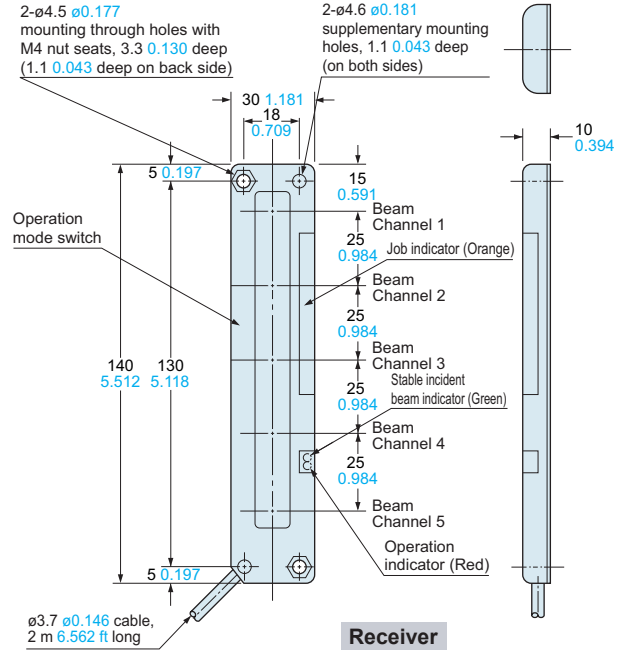 2-ø4.5 ø0.177
mounting through holes with
M4 nut seats, 3.3 0.130 deep
(1.1 0.043 deep on back side)
2-ø4.6 ø0.181
supplementary mounting
holes, 1.1 0.043 deep
(on both sides)
30 1.181
18
0.709
10
0.394
5 0.197
15
0.591
Beam
Channel 1
Operation
mode switch
25
0.984
Job indicator (Orange)
Beam
Channel 2
25
0.984
Beam
Channel 3
140
5.512
130
5.118
Stable incident
beam indicator (Green)
25
0.984
Beam
Channel 4
25
0.984
Beam
Channel 5
Operation
indicator (Red)
5 0.197
ø3.7 ø0.146 cable,
2 m 6.562 ft long
Receiver